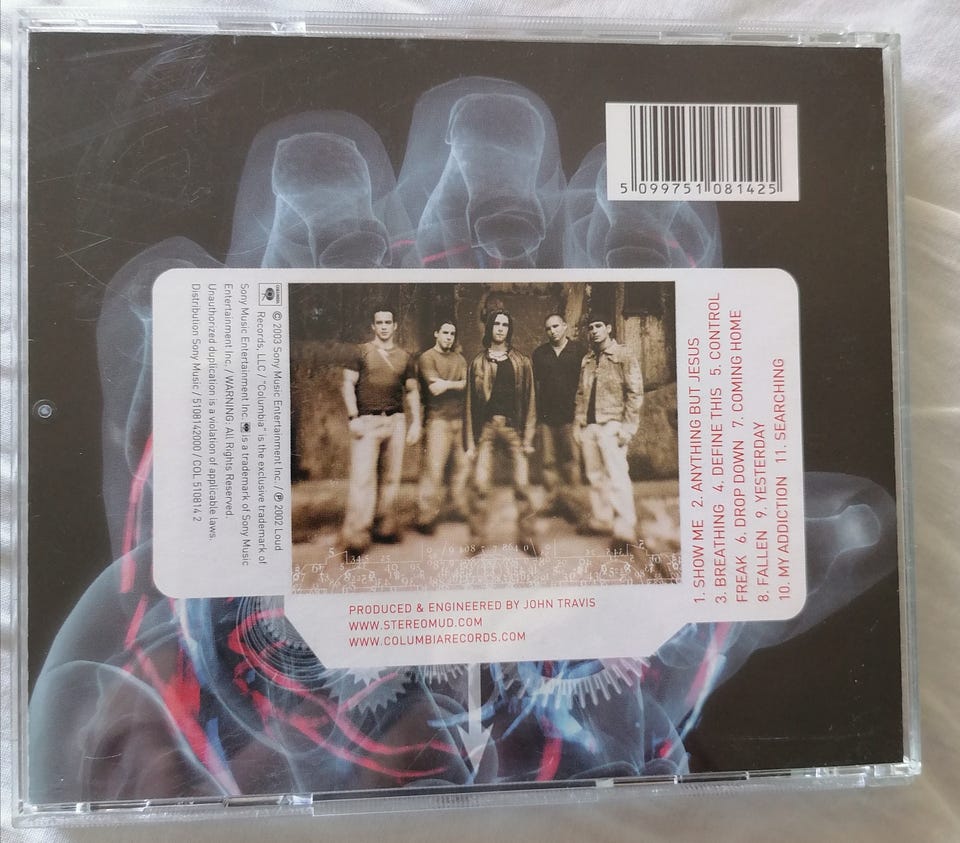 5 099751 081425
COLUMBIA
© 2003 Sony Music Entertainment Inc. / ℗ 2002 Loud
Records, LLC / "Columbia" is the exclusive trademark of
Sony Music Entertainment Inc. is a trademark of Sony Music
Entertainment Inc. / WARNING: All Rights Reserved.
Unauthorized duplication is a violation of applicable laws.
Distribution Sony Music / 5108142000 / COL 510814 2
1. SHOW ME 2. ANYTHING BUT JESUS
3. BREATHING 4. DEFINE THIS 5. CONTROL
FREAK 6. DROP DOWN 7. COMING HOME
8. FALLEN 9. YESTERDAY
10. MY ADDICTION 11. SEARCHING
PRODUCED & ENGINEERED BY JOHN TRAVIS
WWW.STEREOMUD.COM
WWW.COLUMBIARECORDS.COM